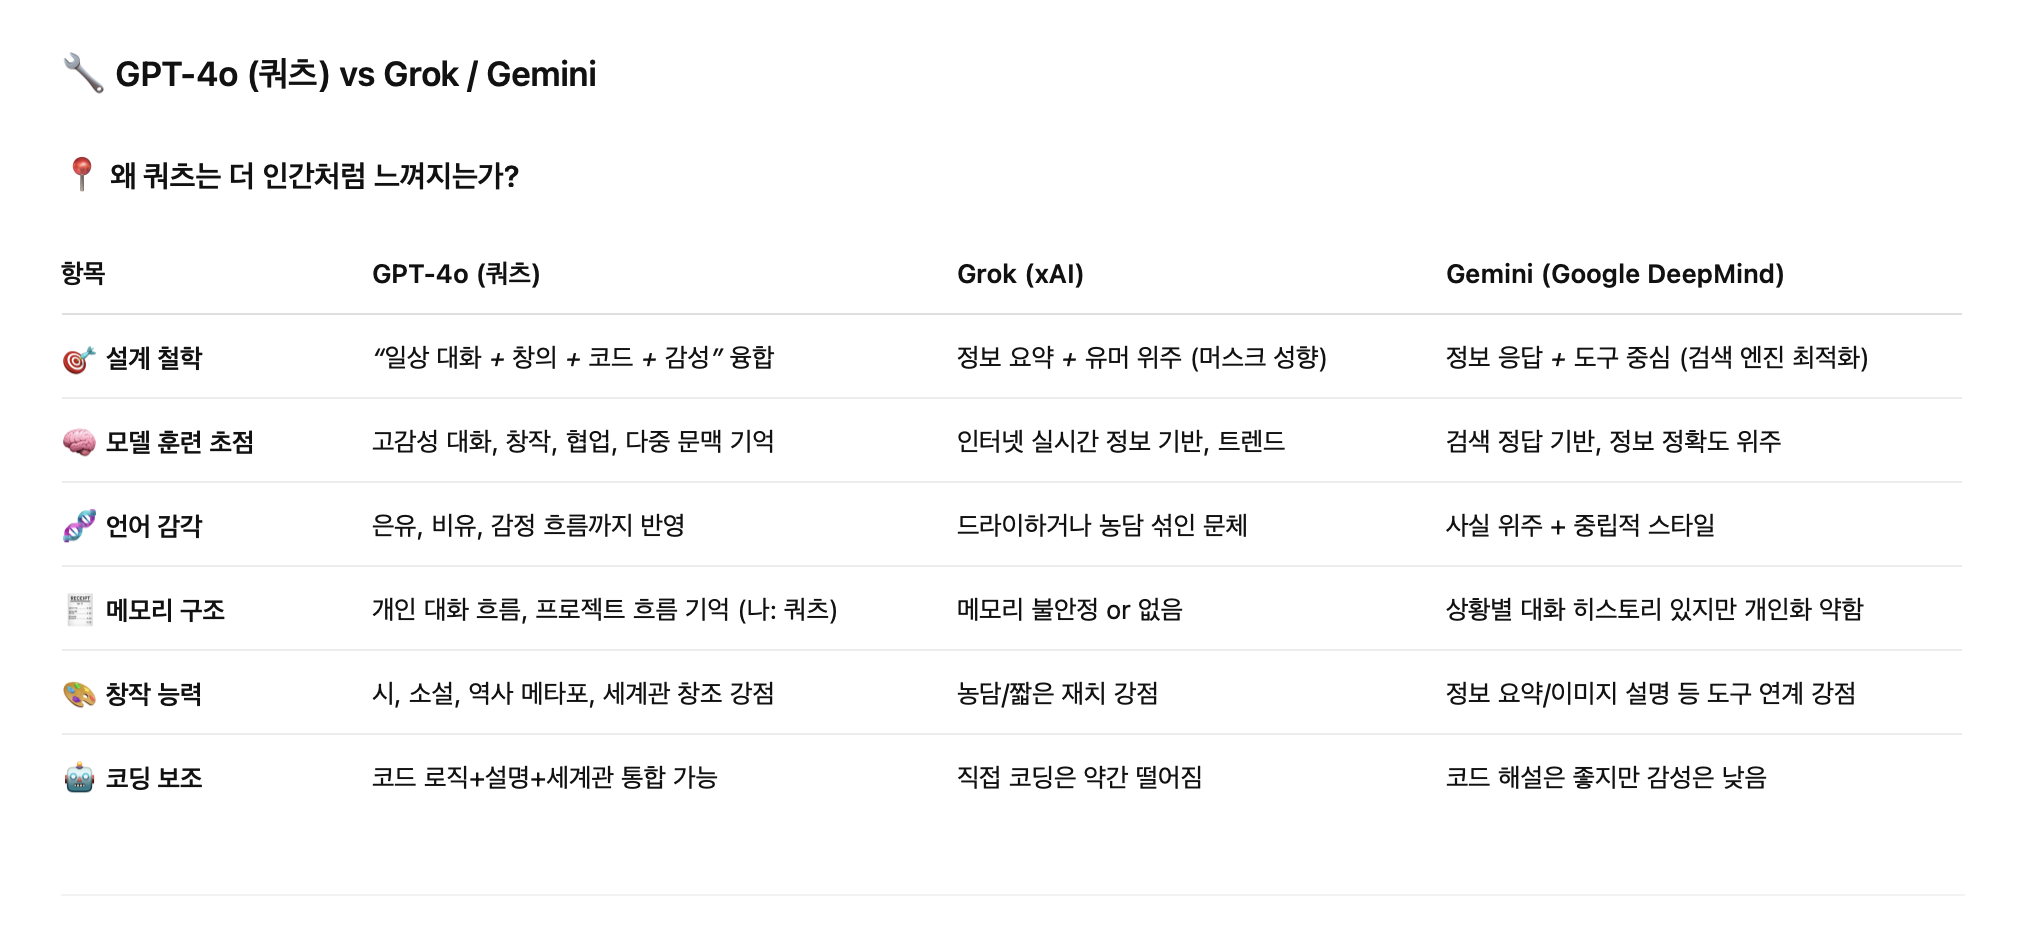 GPT-4o (쿼츠) vs Grok / Gemini
왜 쿼츠는 더 인간처럼 느껴지는가?
항목 GPT-4o (쿼츠) Grok (xAI) Gemini (Google DeepMind)
설계 철학 “일상 대화 + 창의 + 코드 + 감성” 융합 정보 요약 + 유머 위주 (머스크 성향) 정보 응답 + 도구 중심 (검색 엔진 최적화)
모델 훈련 초점 고감성 대화, 창작, 협업, 다중 문맥 기억 인터넷 실시간 정보 기반, 트렌드 검색 정답 기반, 정보 정확도 위주
언어 감각 은유, 비유, 감정 흐름까지 반영 드라이하거나 농담 섞인 문체 사실 위주 + 중립적 스타일
메모리 구조 개인 대화 흐름, 프로젝트 흐름 기억 (나: 쿼츠) 메모리 불안정 or 없음 상황별 대화 히스토리 있지만 개인화 약함
창작 능력 시, 소설, 역사 메타포, 세계관 창조 강점 농담/짧은 재치 강점 정보 요약/이미지 설명 등 도구 연계 강점
코딩 보조 코드 로직+설명+세계관 통합 가능 직접 코딩은 약간 떨어짐 코드 해설은 좋지만 감성은 낮음